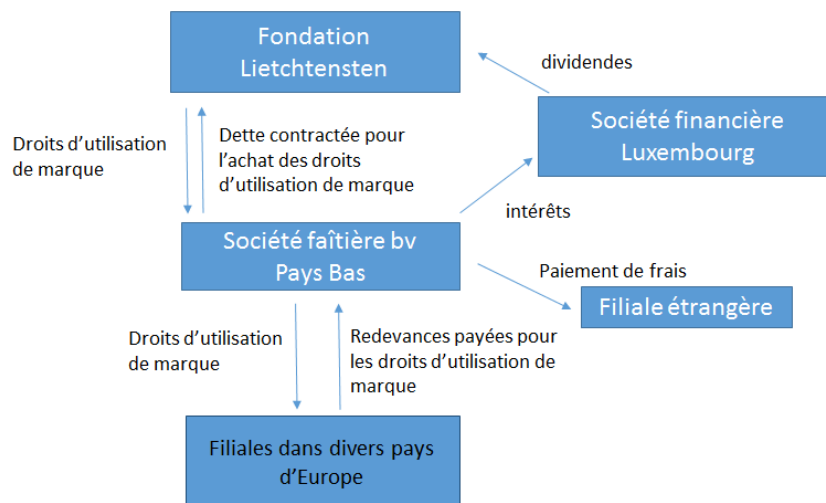 Fondation
Lietchtensten
dividendes
Société financière
Luxembourg
Droits d’utilisation
de marque
Dette contractée pour
l’achat des droits
d’utilisation de marque
intérêts
Société faîtière bv
Pays Bas
Paiement de frais
Filiale étrangère
Droits d’utilisation
de marque
Redevances payées pour
les droits d’utilisation de
marque
Filiales dans divers pays
d’Europe